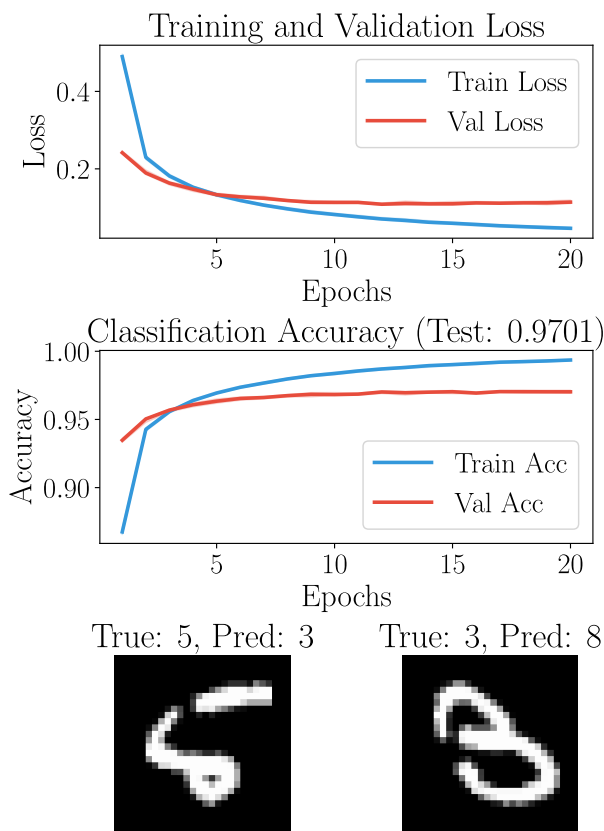 Training and Validation Loss
0.4
0.2
Loss
Train Loss
Val Loss
5 10 15 20
Epochs
Classification Accuracy (Test: 0.9701)
1.00
0.95
0.90
Accuracy
Train Acc
Val Acc
5 10 15 20
Epochs
True: 5, Pred: 3
True: 3, Pred: 8